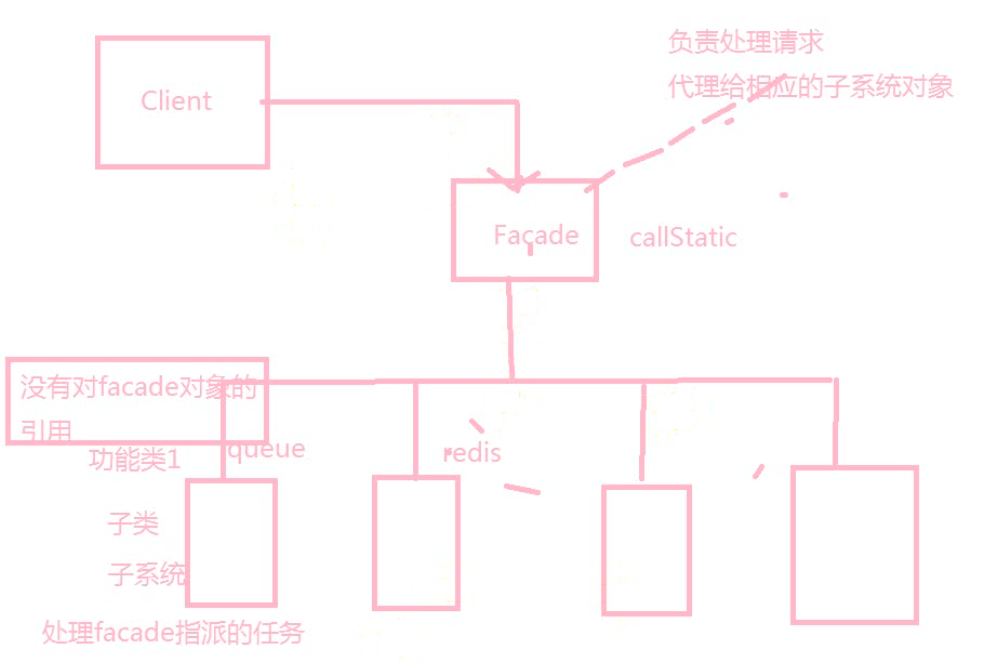 负责处理请求
代理给相应的子系统对象
Client
Façade
callStatic
没有对facade对象的
引用
功能类1
queue
redis
子类
子系统
处理facade指派的任务